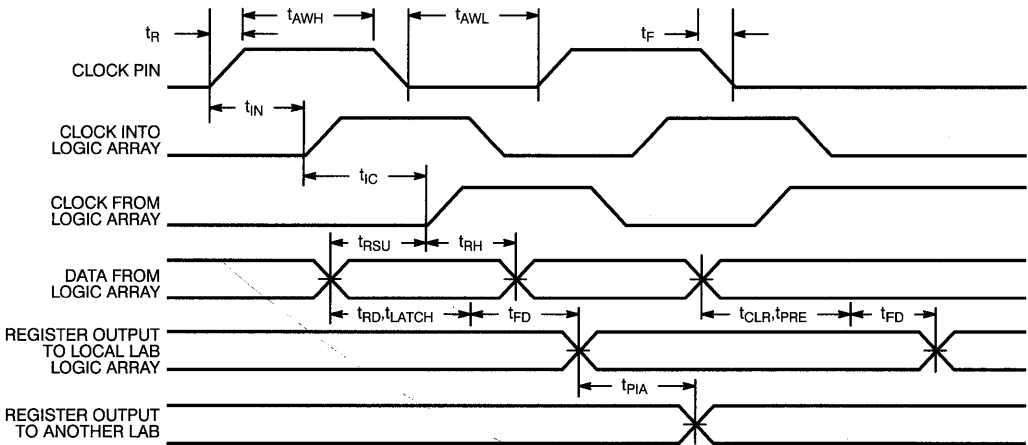 tAWH
tAWL
tR
tF
CLOCK PIN
tIN
CLOCK INTO
LOGIC ARRAY
tIC
CLOCK FROM
LOGIC ARRAY
tRSU
tRH
DATA FROM
LOGIC ARRAY
tRD,tLATCH
tFD
tCLR,tPRE
tFD
REGISTER OUTPUT
TO LOCAL LAB
LOGIC ARRAY
tPIA
REGISTER OUTPUT
TO ANOTHER LAB